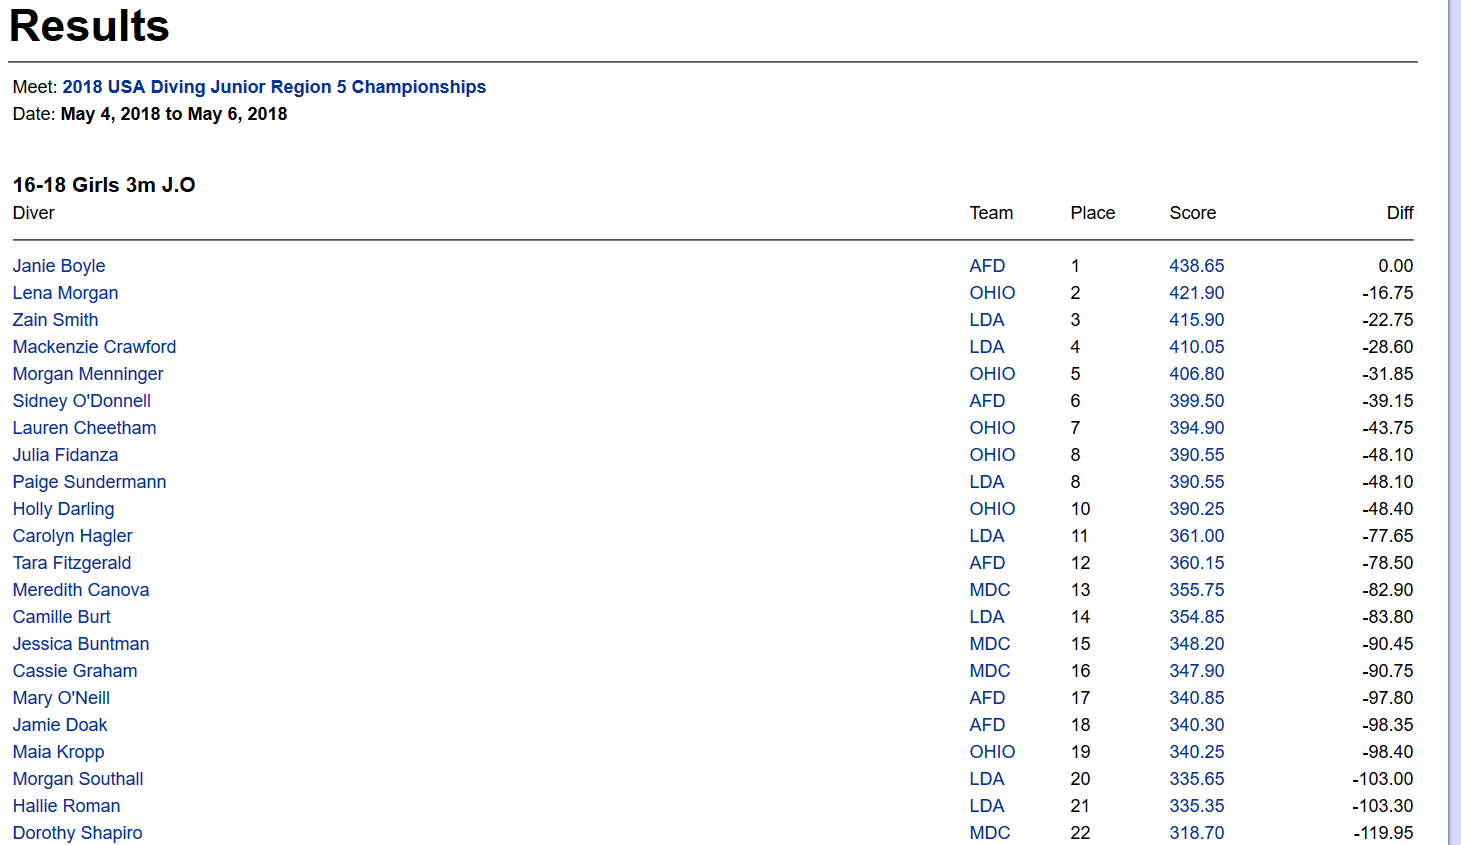 Results
Meet: 2018 USA Diving Junior Region 5 Championships
Date: May 4, 2018 to May 6, 2018
16-18 Girls 3m J.O
Diver Team Place Score Diff
Janie Boyle AFD 1 438.65 0.00
Lena Morgan OHIO 2 421.90 -16.75
Zain Smith LDA 3 415.90 -22.75
Mackenzie Crawford LDA 4 410.05 -28.60
Morgan Menninger OHIO 5 406.80 -31.85
Sidney O'Donnell AFD 6 399.50 -39.15
Lauren Cheetham OHIO 7 394.90 -43.75
Julia Fidanza OHIO 8 390.55 -48.10
Paige Sundermann LDA 8 390.55 -48.10
Holly Darling OHIO 10 390.25 -48.40
Carolyn Hagler LDA 11 361.00 -77.65
Tara Fitzgerald AFD 12 360.15 -78.50
Meredith Canova MDC 13 355.75 -82.90
Camille Burt LDA 14 354.85 -83.80
Jessica Buntman MDC 15 348.20 -90.45
Cassie Graham MDC 16 347.90 -90.75
Mary O'Neill AFD 17 340.85 -97.80
Jamie Doak AFD 18 340.30 -98.35
Maia Kropp OHIO 19 340.25 -98.40
Morgan Southall LDA 20 335.65 -103.00
Hallie Roman LDA 21 335.35 -103.30
Dorothy Shapiro MDC 22 318.70 -119.95